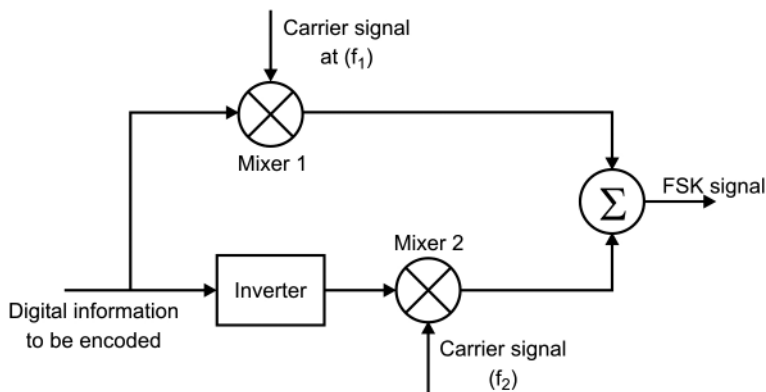 Carrier signal
at (f₁)
Mixer 1
FSK signal
Σ
Mixer 2
Inverter
Digital information
to be encoded
Carrier signal
(f₂)